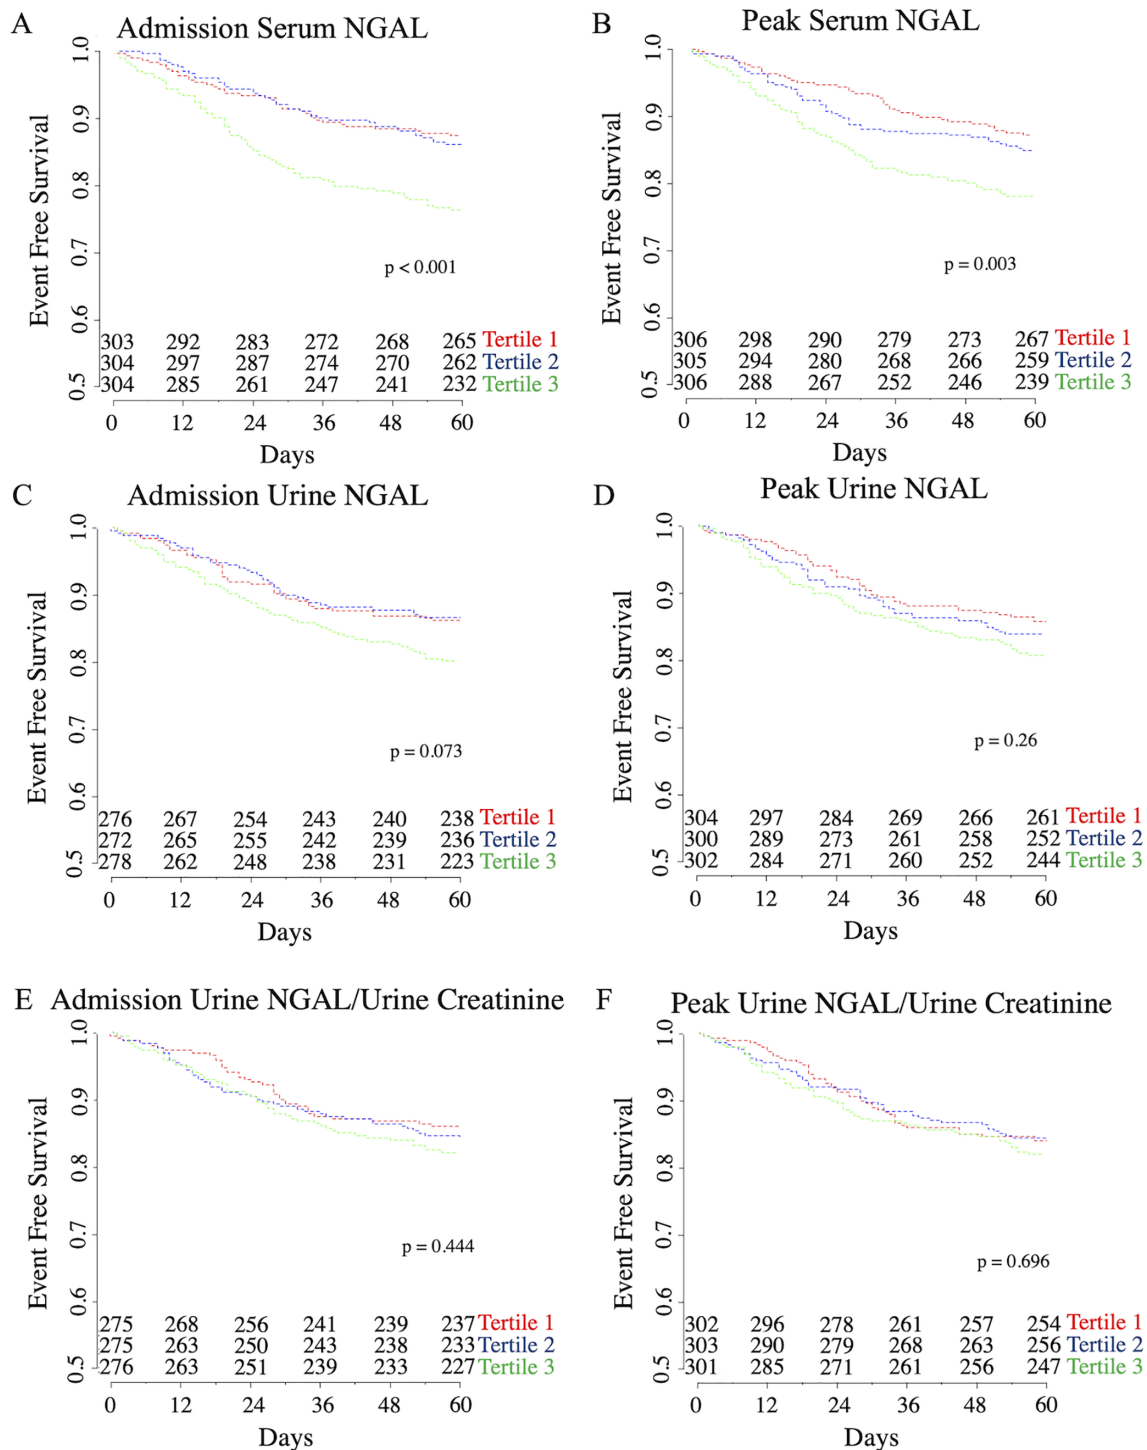 A Admission Serum NGAL
Event Free Survival
1.0
0.9
0.8
0.7
0.6
0.5
p < 0.001
303 292 283 272 268 265 Tertile 1
304 297 287 274 270 262 Tertile 2
304 285 261 247 241 232 Tertile 3
0 12 24 36 48 60
Days
B Peak Serum NGAL
Event Free Survival
1.0
0.9
0.8
0.7
0.6
0.5
p = 0.003
306 298 290 279 273 267 Tertile 1
305 294 280 268 266 259 Tertile 2
306 288 267 252 246 239 Tertile 3
0 12 24 36 48 60
Days
C Admission Urine NGAL
Event Free Survival
1.0
0.9
0.8
0.7
0.6
0.5
p = 0.073
276 267 254 243 240 238 Tertile 1
272 265 255 242 239 236 Tertile 2
278 262 248 238 231 223 Tertile 3
0 12 24 36 48 60
Days
D Peak Urine NGAL
Event Free Survival
1.0
0.9
0.8
0.7
0.6
0.5
p = 0.26
304 297 284 269 266 261 Tertile 1
300 289 273 261 258 252 Tertile 2
302 284 271 260 252 244 Tertile 3
0 12 24 36 48 60
Days
E Admission Urine NGAL/Urine Creatinine
Event Free Survival
1.0
0.9
0.8
0.7
0.6
0.5
p = 0.444
275 268 256 241 239 237 Tertile 1
275 263 250 243 238 233 Tertile 2
276 263 251 239 233 227 Tertile 3
0 12 24 36 48 60
Days
F Peak Urine NGAL/Urine Creatinine
Event Free Survival
1.0
0.9
0.8
0.7
0.6
0.5
p = 0.696
302 296 278 261 257 254 Tertile 1
303 290 279 268 263 256 Tertile 2
301 285 271 261 256 247 Tertile 3
0 12 24 36 48 60
Days